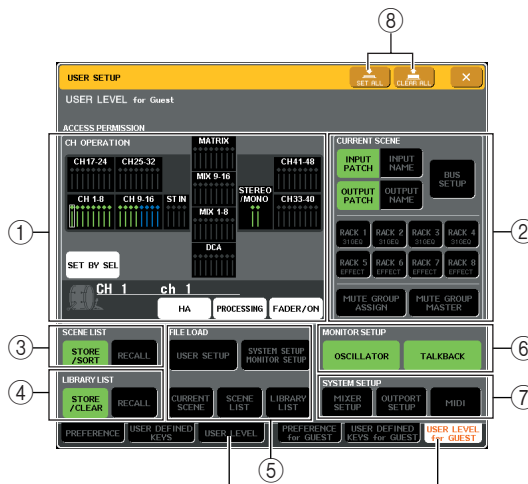 ⑧
USER SETUP
SET ALL
CLEAR ALL
×
USER LEVEL for Guest
ACCESS PERMISSION
CH OPERATION
MATRIX
CH17-24
CH25-32
CH41-48
MIX 9-16
CH 1-8
CH 9-16
ST IN
STEREO
/MONO
CH33-40
MIX 1-8
DCA
SET BY SEL
CH 1
ch 1
HA
PROCESSING
FADER/ON
①
CURRENT SCENE
INPUT
PATCH
INPUT
NAME
OUTPUT
PATCH
OUTPUT
NAME
BUS
SETUP
RACK 1
31GEQ
RACK 2
31GEQ
RACK 3
31GEQ
RACK 4
31GEQ
RACK 5
EFFECT
RACK 6
EFFECT
RACK 7
EFFECT
RACK 8
EFFECT
MUTE GROUP
ASSIGN
MUTE GROUP
MASTER
②
SCENE LIST
STORE
/SORT
RECALL
③
LIBRARY LIST
STORE
/CLEAR
RECALL
④
FILE LOAD
USER SETUP
SYSTEM SETUP
MONITOR SETUP
CURRENT
SCENE
SCENE
LIST
LIBRARY
LIST
⑤
MONITOR SETUP
OSCILLATOR
TALKBACK
⑥
SYSTEM SETUP
MIXER
SETUP
OUTPORT
SETUP
MIDI
⑦
PREFERENCE
USER DEFINED
KEYS
USER LEVEL
PREFERENCE
for GUEST
USER DEFINED
KEYS for GUEST
USER LEVEL
for GUEST